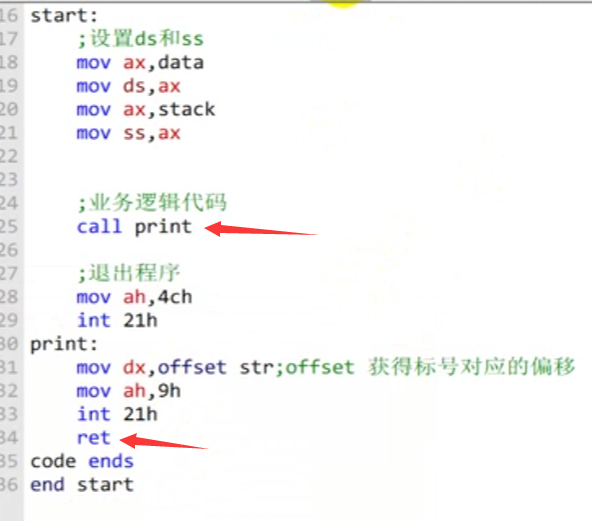 16 start:
17 ;设置ds和ss
18 mov ax,data
19 mov ds,ax
20 mov ax,stack
21 mov ss,ax
22
23
24 ;业务逻辑代码
25 call print
26
27 ;退出程序
28 mov ah,4ch
29 int 21h
30 print:
31 mov dx,offset str;offset 获得标号对应的偏移
32 mov ah,9h
33 int 21h
34 ret
35 code ends
36 end start